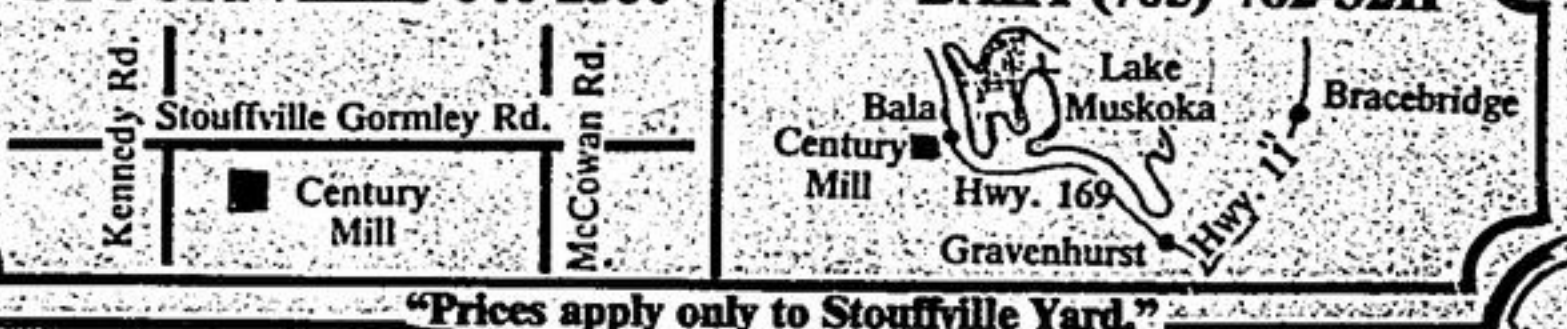 Kennedy Rd.
Stouffville Gormley Rd.
McCowan Rd.
Century
Mill
Lake
Muskoka
Bala
Century
Mill
Hwy. 169
Gravenhurst
Hwy. 11
Bracebridge
“Prices apply only to Stouffville Yard.”